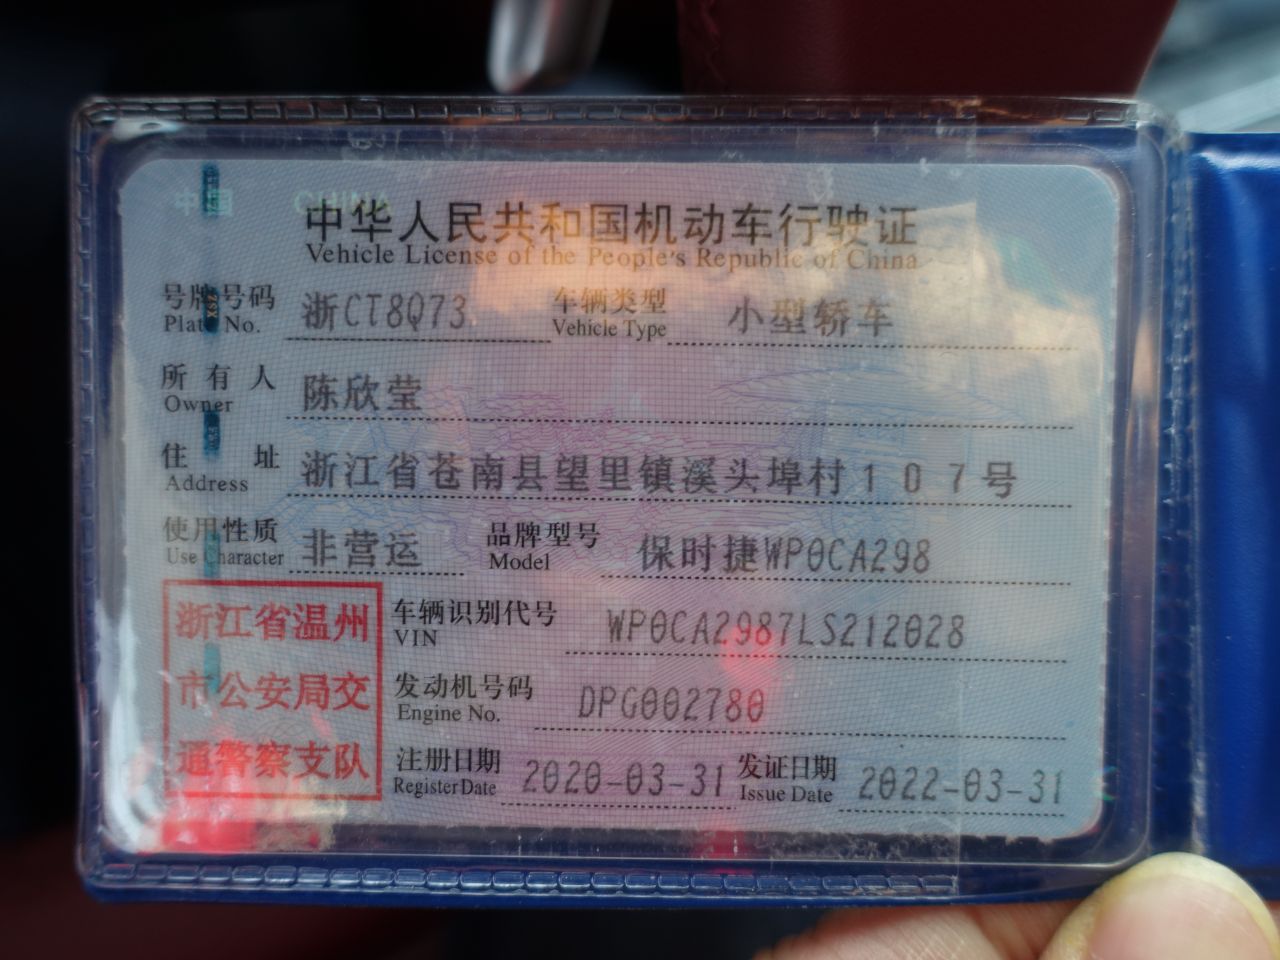 中国 CHINA
中华人民共和国机动车行驶证
Vehicle License of the People's Republic of China
号牌号码 浙CT8Q73 车辆类型 小型轿车
Plate No. Vehicle Type
所有人 陈欣莹
Owner
住址 浙江省苍南县望里镇溪头埠村107号
Address
使用性质 非营运 品牌型号 保时捷WP0CA298
Use Character Model
浙江省温州 车辆识别代号 WP0CA2987LS212028
VIN
市公安局交 发动机号码 DPG002780
Engine No.
通警察支队 注册日期 2020-03-31 发证日期 2022-03-31
Register Date Issue Date